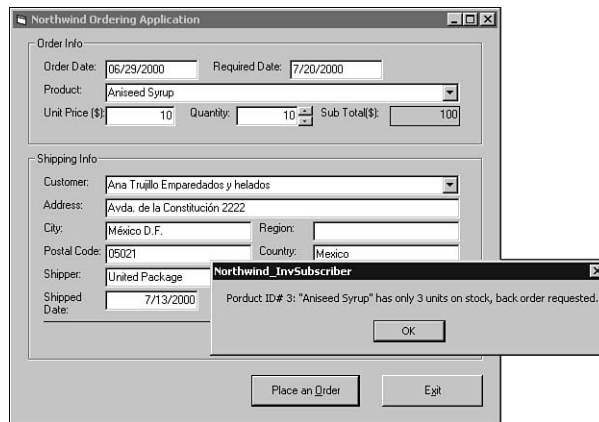 Northwind Ordering Application
Order Info
Order Date: 06/29/2000 Required Date: 7/20/2000
Product: Aniseed Syrup
Unit Price ($): 10 Quantity: 10 Sub Total($): 100
Shipping Info
Customer: Ana Trujillo Emparedados y helados
Address: Avda. de la Constitución 2222
City: México D.F. Region:
Postal Code: 05021 Country: Mexico
Shipper: United Package
Shipped Date: 7/13/2000
Northwind_InvSubscriber
Porduct ID# 3: "Aniseed Syrup" has only 3 units on stock, back order requested.
OK
Place an Order Exit